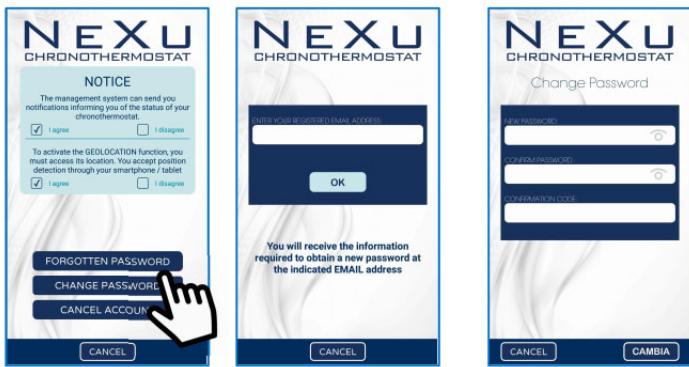 NEXU
CHRONOTHERMOSTAT
NOTICE
The management system can send you
notifications informing you of the status of your
chronothermostat.
I agree
I disagree
To activate the GEOLOCATION function, you
must access its location. You accept position
detection through your smartphone / tablet
I agree
I disagree
FORGOTTEN PASSWORD
CHANGE PASSWORD
CANCEL ACCOUN
CANCEL
NEXU
CHRONOTHERMOSTAT
ENTER YOUR REGISTERED EMAIL ADDRESS:
OK
You will receive the information
required to obtain a new password at
the indicated EMAIL address
CANCEL
NEXU
CHRONOTHERMOSTAT
Change Password
NEW PASSWORD
CONFIRM PASSWORD
CONFIRMATION CODE
CANCEL
CAMBIA